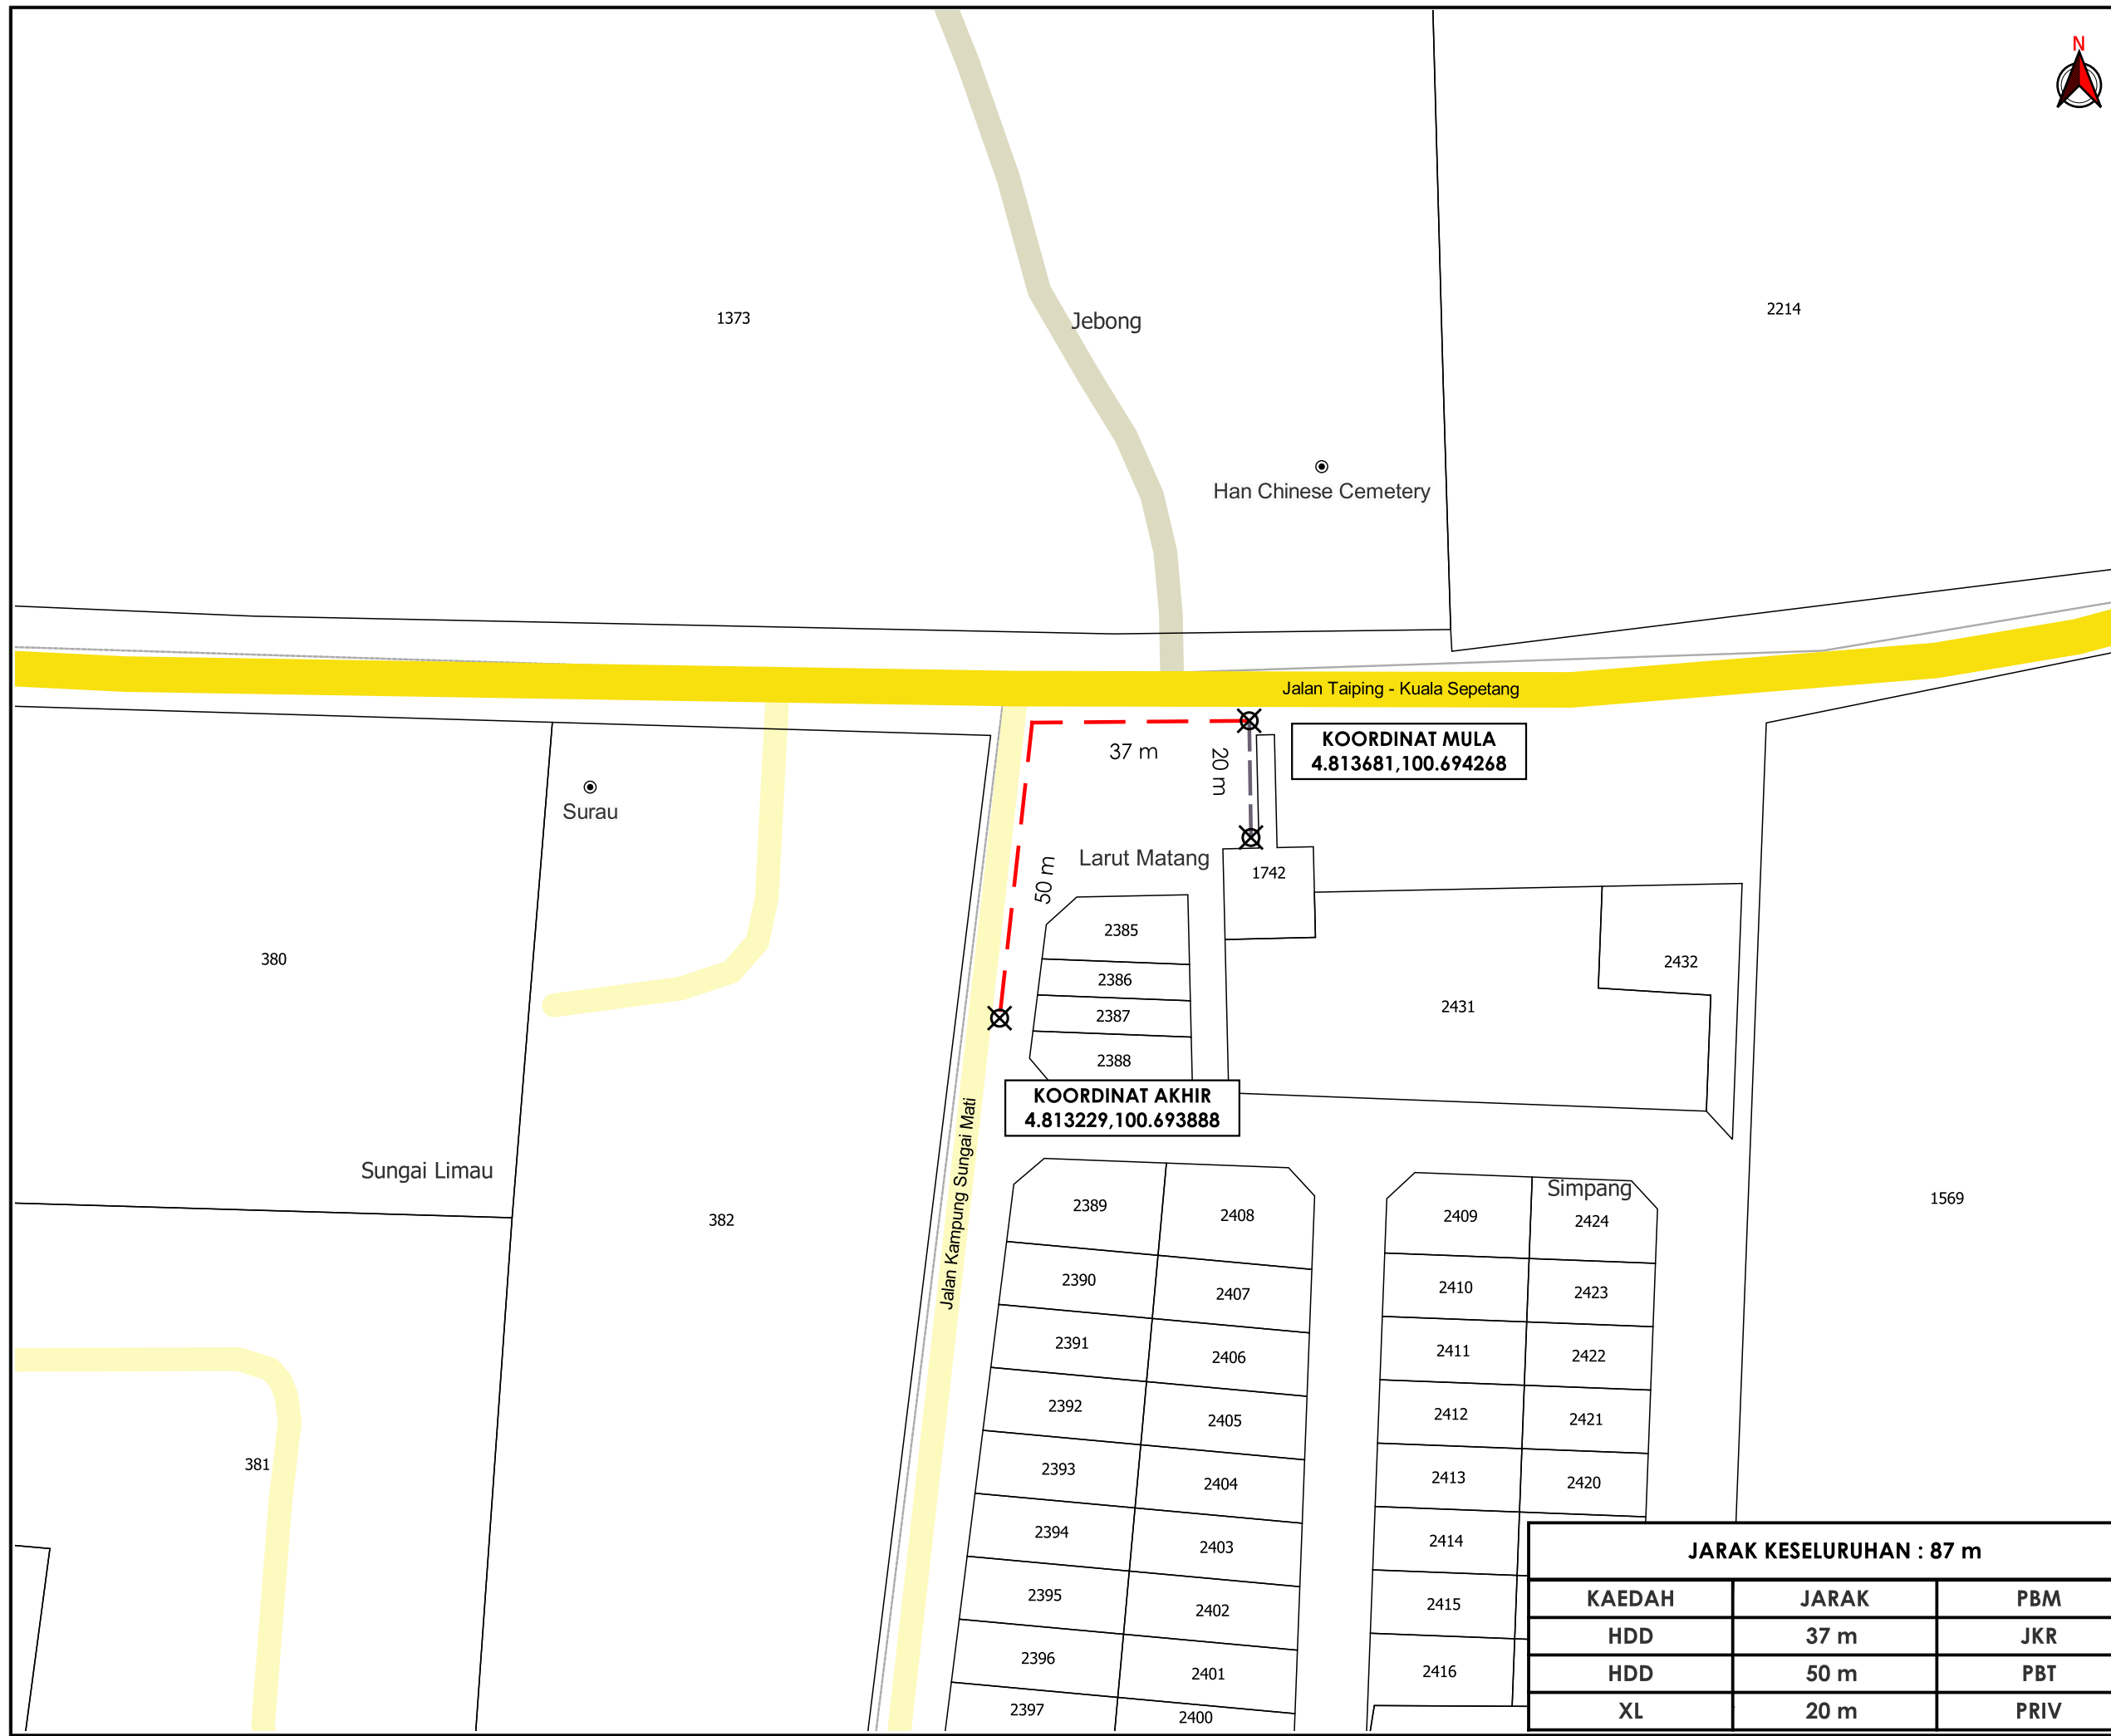 N
1373
Jebong
2214
Han Chinese Cemetery
Jalan Taiping - Kuala Sepetang
KOORDINAT MULA
4.813681,100.694268
37 m
20 m
Surau
50 m
Larut Matang
1742
2385
380
2386
2432
2431
2387
2388
KOORDINAT AKHIR
4.813229,100.693888
Jalan Kampung Sungai Mati
Sungai Limau
382
Simpang
1569
2389
2408
2409
2424
2390
2407
2410
2423
2391
2406
2411
2422
2392
2405
2412
2421
381
2393
2404
2413
2420
2394
2403
2414
2395
2402
2415
2396
2401
2416
2397
2400
JARAK KESELURUHAN : 87 m
KAEDAH JARAK PBM
HDD 37 m JKR
HDD 50 m PBT
XL 20 m PRIV